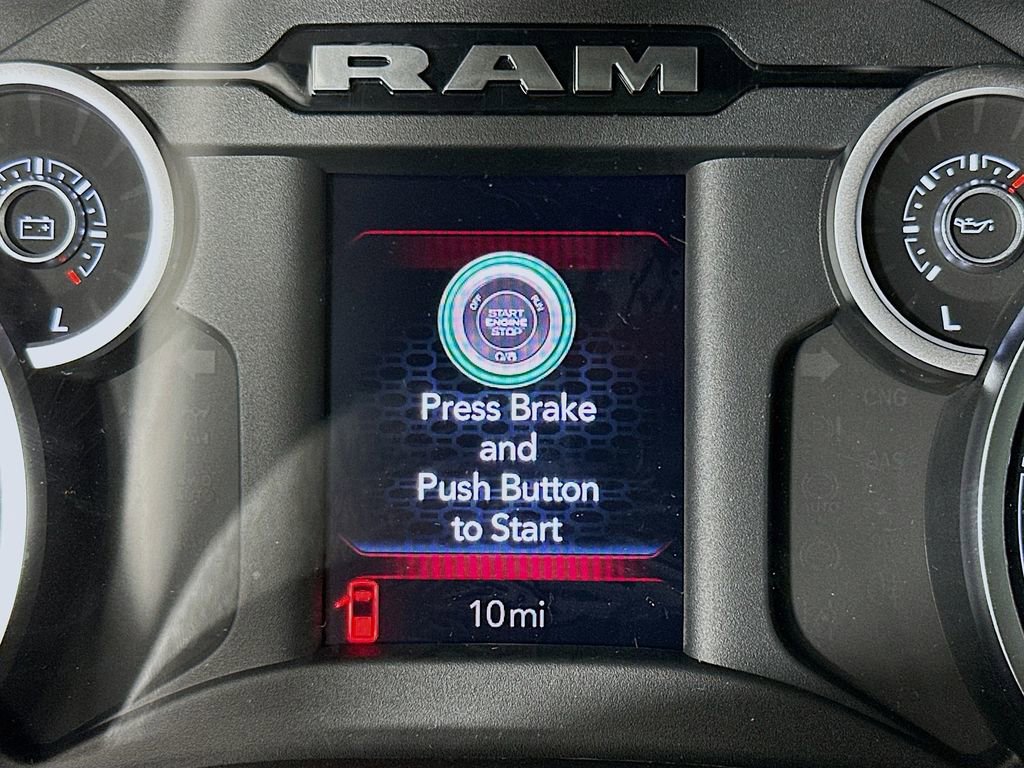 RAM
OFF
RUN
START
ENGINE
STOP
Press Brake
and
Push Button
to Start
L
L
10mi